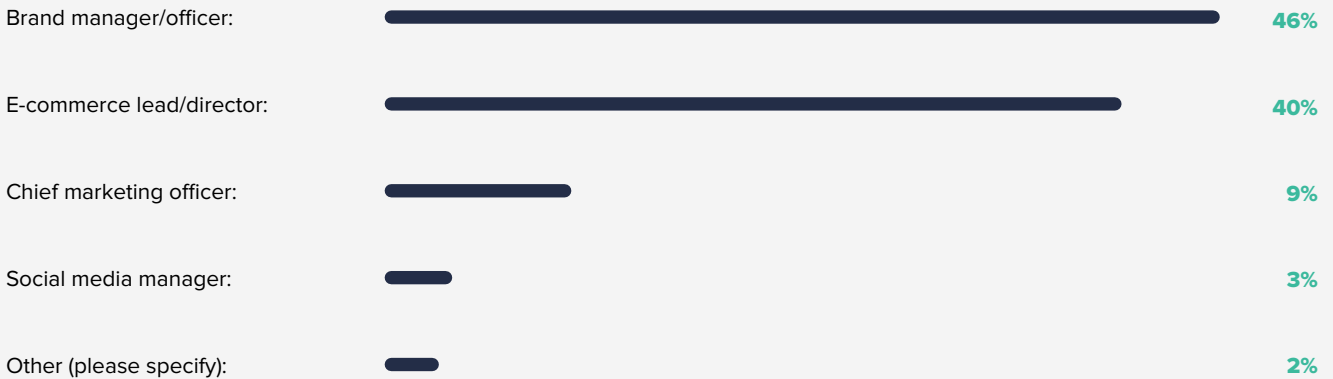 Brand manager/officer: 46%
E-commerce lead/director: 40%
Chief marketing officer: 9%
Social media manager: 3%
Other (please specify): 2%